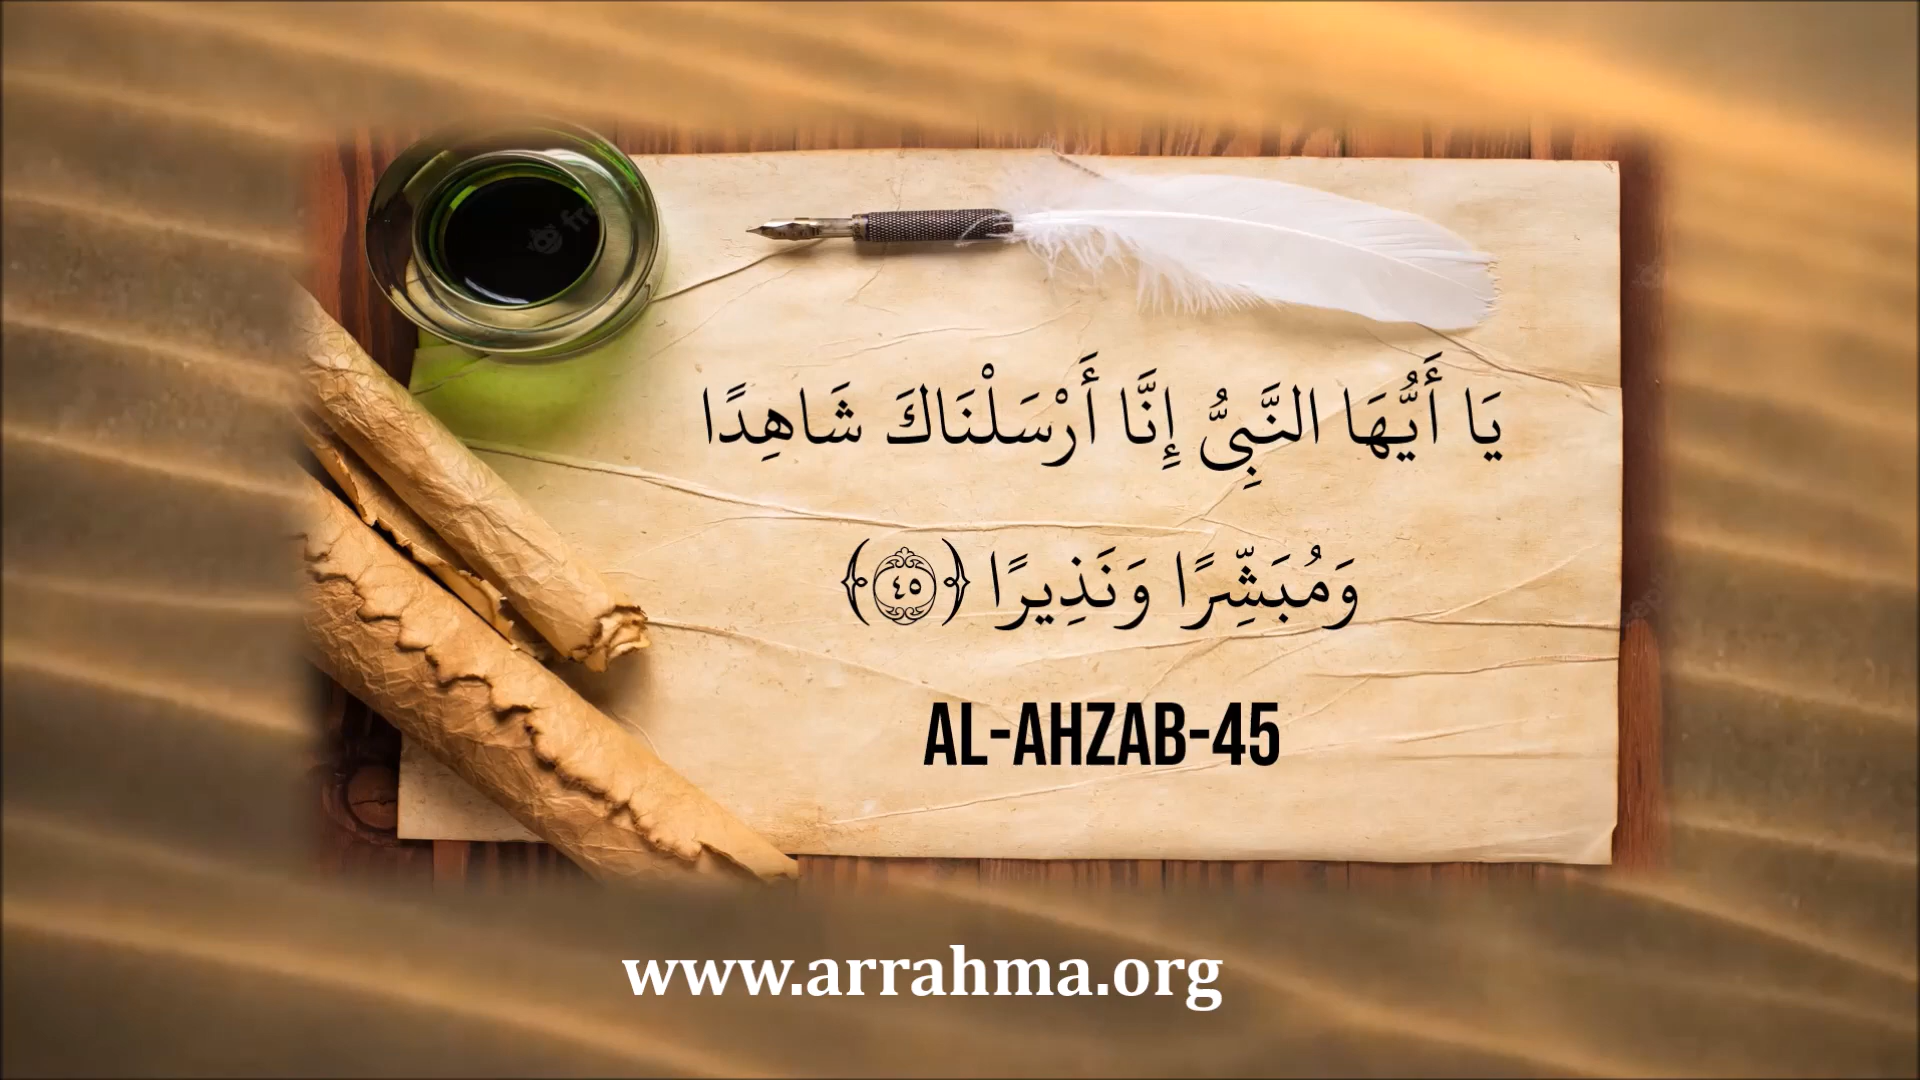 يَا أَيُّهَا النَّبِيُّ إِنَّا أَرْسَلْنَاكَ شَاهِدًا
وَمُبَشِّرًا وَنَذِيرًا ﴿٤٥﴾
AL-AHZAB-45
www.arrahma.org